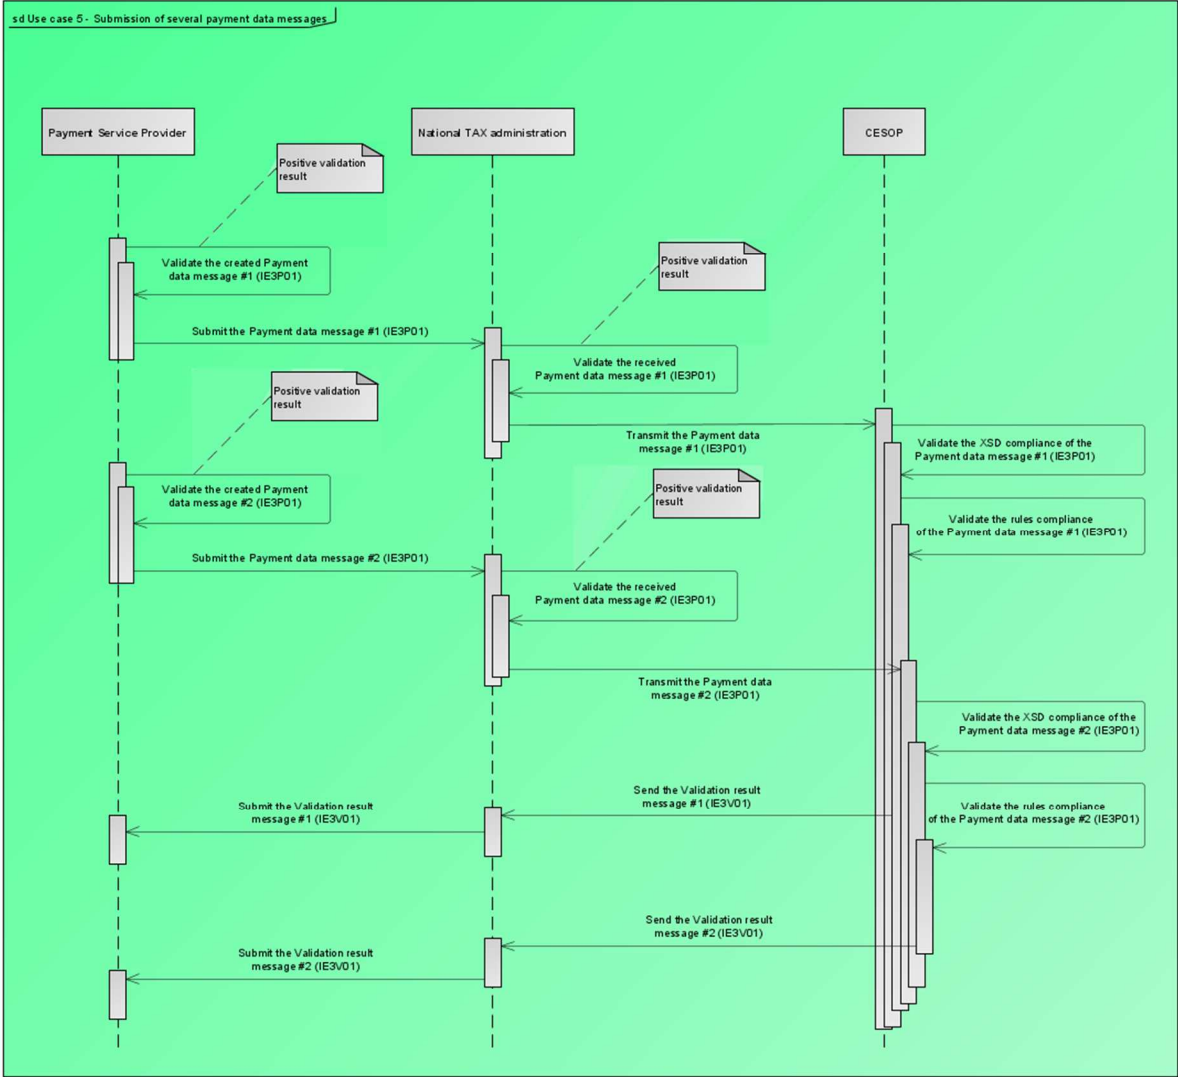 sd Use case 5 - Submission of several payment data messages
Payment Service Provider
National TAX administration
CESOP
Positive validation
result
Validate the created Payment
data message #1 (IE3P01)
Positive validation
result
Submit the Payment data message #1 (IE3P01)
Validate the received
Payment data message #1 (IE3P01)
Positive validation
result
Transmit the Payment data
message #1 (IE3P01)
Validate the XSD compliance of the
Payment data message #1 (IE3P01)
Validate the created Payment
data message #2 (IE3P01)
Positive validation
result
Validate the rules compliance
of the Payment data message #1 (IE3P01)
Submit the Payment data message #2 (IE3P01)
Validate the received
Payment data message #2 (IE3P01)
Transmit the Payment data
message #2 (IE3P01)
Validate the XSD compliance of the
Payment data message #2 (IE3P01)
Send the Validation result
message #1 (IE3V01)
Submit the Validation result
message #1 (IE3V01)
Validate the rules compliance
of the Payment data message #2 (IE3P01)
Send the Validation result
message #2 (IE3V01)
Submit the Validation result
message #2 (IE3V01)